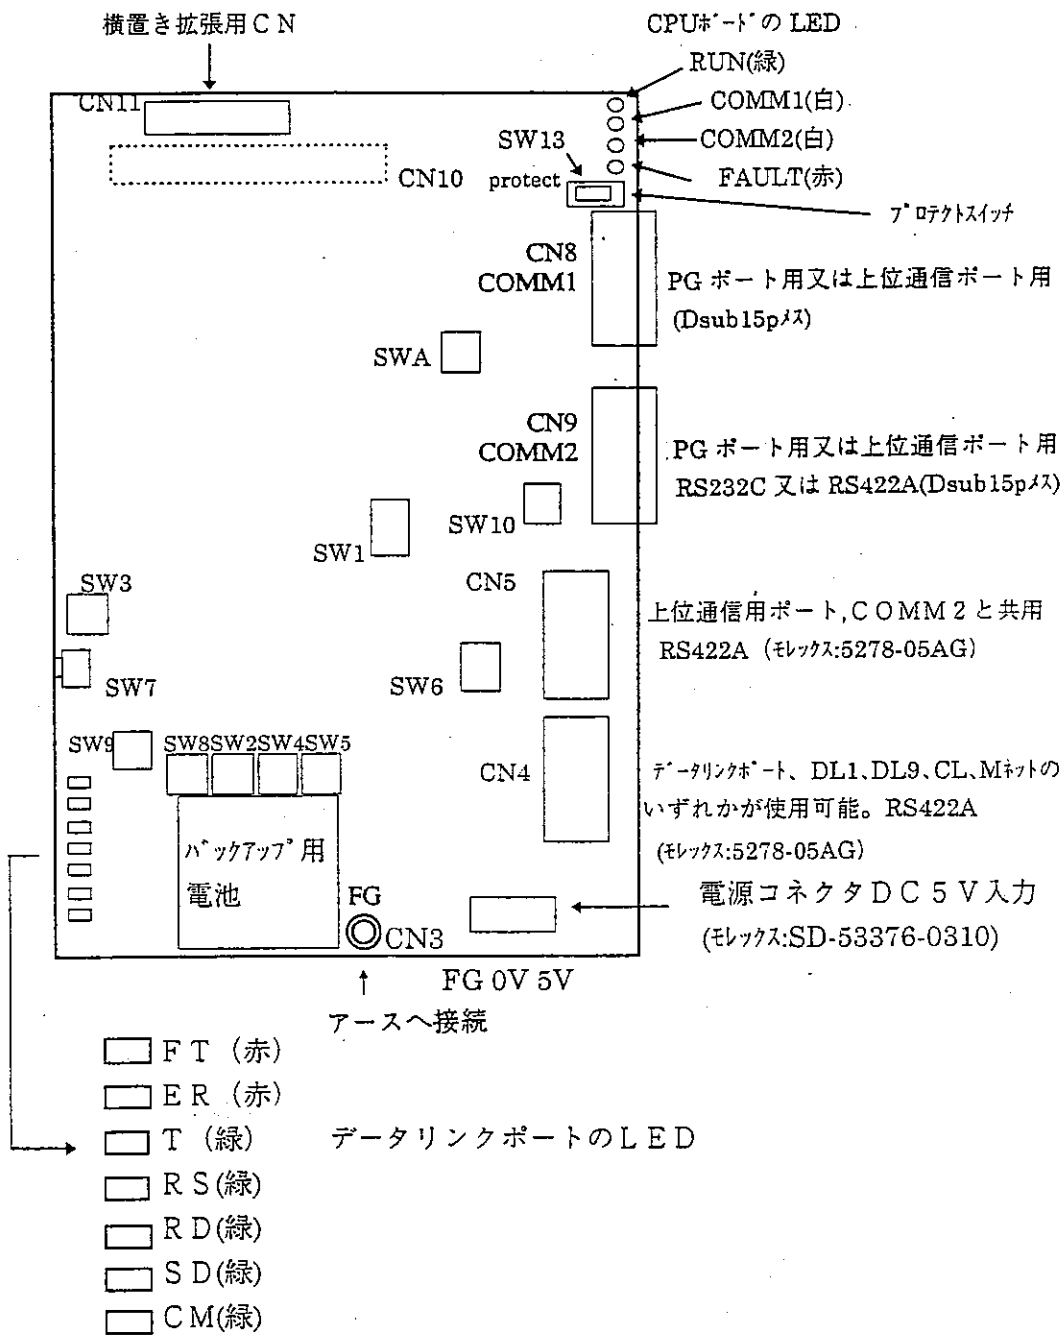 横置き拡張用ＣＮ
CPUﾎﾞｰﾄﾞの LED
RUN(緑)
CN11
COMM1(白)
SW13
COMM2(白)
CN10
protect
FAULT(赤)
ﾌﾟﾛﾃｸﾄｽｲｯﾁ
CN8
COMM1
PG ポート用又は上位通信ポート用
(Dsub15pﾒｽ)
SWA
CN9
COMM2
PG ポート用又は上位通信ポート用
RS232C 又は RS422A(Dsub15pﾒｽ)
SW10
SW1
CN5
SW3
上位通信用ポート,ＣＯＭＭ２と共用
RS422A（ﾓﾚｯｸｽ:5278-05AG）
SW7
SW6
SW9
SW8
SW2
SW4
SW5
CN4
ﾃﾞｰﾀﾘﾝｸﾎﾟｰﾄ、DL1､DL9､CL､Mﾈｯﾄの
いずれかが使用可能。RS422A
(ﾓﾚｯｸｽ:5278-05AG）
ﾊﾞｯｸｱｯﾌﾟ用
電池
FG
CN3
電源コネクタＤＣ５Ｖ入力
(ﾓﾚｯｸｽ:SD-53376-0310)
FG 0V 5V
アースへ接続
ＦＴ（赤）
ＥＲ（赤）
Ｔ（緑）
データリンクポートのＬＥＤ
ＲＳ(緑)
ＲＤ(緑)
ＳＤ(緑)
ＣＭ(緑)